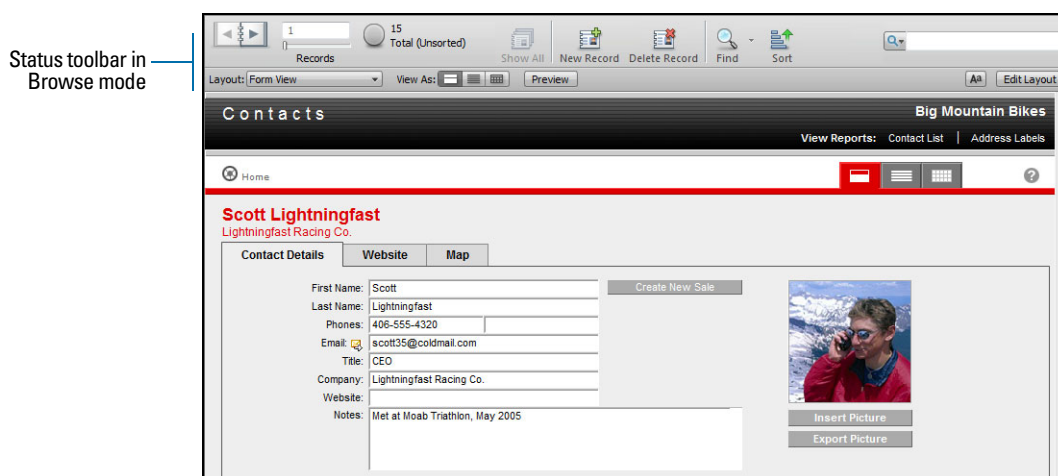 Status toolbar in
Browse mode
1
Records
15
Total (Unsorted)
Show All
New Record
Delete Record
Find
Sort
Layout: Form View
View As:
Preview
Aa
Edit Layout
Contacts
Big Mountain Bikes
View Reports: Contact List | Address Labels
Home
?
Scott Lightningfast
Lightningfast Racing Co.
Contact Details
Website
Map
First Name: Scott
Create New Sale
Last Name: Lightningfast
Phones: 406-555-4320
Email: scott35@coldmail.com
Title: CEO
Company: Lightningfast Racing Co.
Website:
Notes: Met at Moab Triathlon, May 2005
Insert Picture
Export Picture